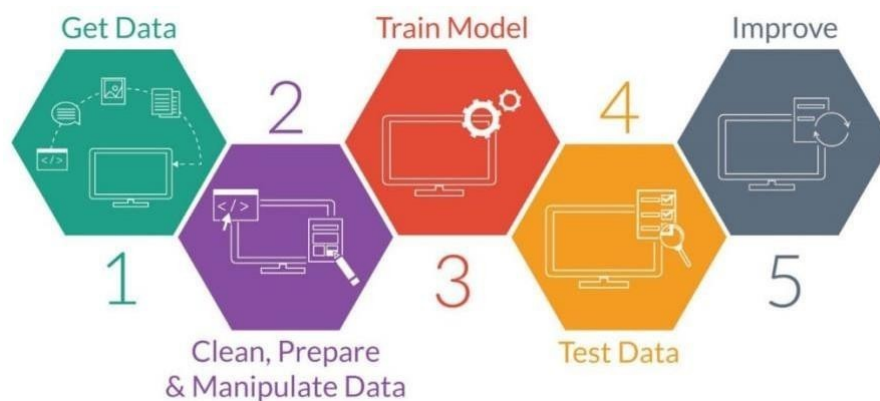 Get Data
</>
1
2
</>
Clean, Prepare
& Manipulate Data
Train Model
3
4
Test Data
Improve
5